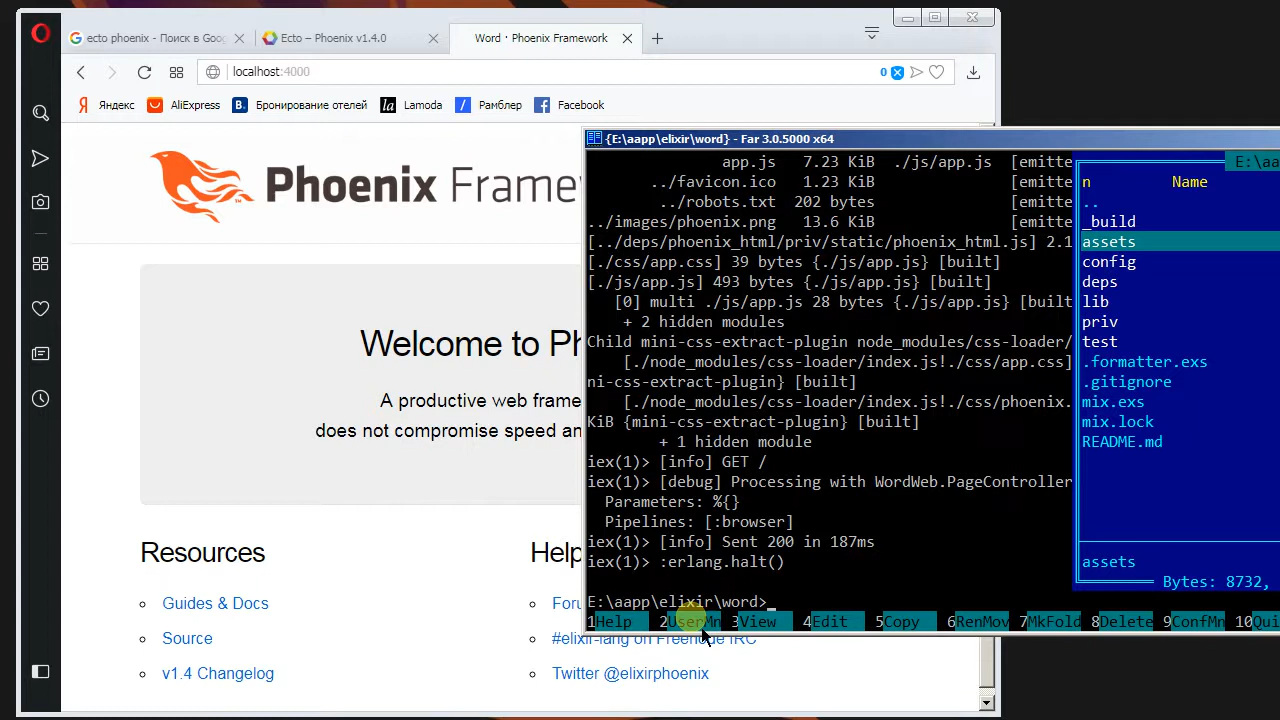 ecto phoenix - Поиск в Goog
Ecto – Phoenix v1.4.0
Word · Phoenix Framework
localhost:4000
0
Яндекс
AliExpress
B.
Бронирование отелей
la
Lamoda
Рамблер
Facebook
Phoenix Framew
Welcome to Ph
A productive web frame
does not compromise speed an
Resources
Guides & Docs
Source
v1.4 Changelog
Help
Foru
#elixir-lang on Freenode IRC
Twitter @elixirphoenix
{E:\aapp\elixir\word} - Far 3.0.5000 x64
app.js 7.23 KiB ./js/app.js [emitte
../favicon.ico 1.23 KiB [emitte
../robots.txt 202 bytes [emitte
../images/phoenix.png 13.6 KiB [emitte
[../deps/phoenix_html/priv/static/phoenix_html.js] 2.1
[./css/app.css] 39 bytes {./js/app.js} [built]
[./js/app.js] 493 bytes {./js/app.js} [built]
[0] multi ./js/app.js 28 bytes {./js/app.js} [built
+ 2 hidden modules
Child mini-css-extract-plugin node_modules/css-loader/
[./node_modules/css-loader/index.js!./css/app.css]
ni-css-extract-plugin} [built]
[./node_modules/css-loader/index.js!./css/phoenix.
KiB {mini-css-extract-plugin} [built]
+ 1 hidden module
iex(1)> [info] GET /
iex(1)> [debug] Processing with WordWeb.PageController
Parameters: %{}
Pipelines: [:browser]
iex(1)> [info] Sent 200 in 187ms
iex(1)> :erlang.halt()
E:\aapp\elixir\word>
E:\aa
n Name
..
_build
assets
config
deps
lib
priv
test
.formatter.exs
.gitignore
mix.exs
mix.lock
README.md
assets
Bytes: 8732,
1Help 2UserMn 3View 4Edit 5Copy 6RenMov 7MkFold 8Delete 9ConfMn 10Qui